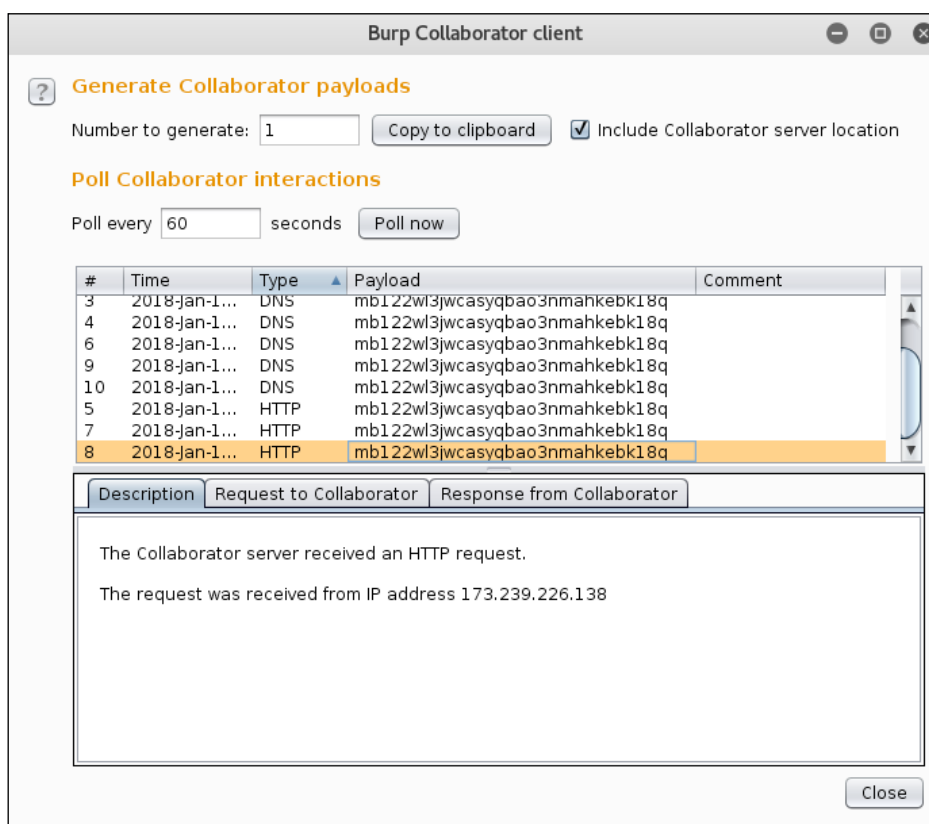 Burp Collaborator client
?
Generate Collaborator payloads
Number to generate: 1 Copy to clipboard Include Collaborator server location
Poll Collaborator interactions
Poll every 60 seconds Poll now
# Time Type Payload Comment
3 2018-Jan-1... DNS mb122wl3jwcasyqbao3nmahkebk18q
4 2018-Jan-1... DNS mb122wl3jwcasyqbao3nmahkebk18q
6 2018-Jan-1... DNS mb122wl3jwcasyqbao3nmahkebk18q
9 2018-Jan-1... DNS mb122wl3jwcasyqbao3nmahkebk18q
10 2018-Jan-1... DNS mb122wl3jwcasyqbao3nmahkebk18q
5 2018-Jan-1... HTTP mb122wl3jwcasyqbao3nmahkebk18q
7 2018-Jan-1... HTTP mb122wl3jwcasyqbao3nmahkebk18q
8 2018-Jan-1... HTTP mb122wl3jwcasyqbao3nmahkebk18q
Description Request to Collaborator Response from Collaborator
The Collaborator server received an HTTP request.
The request was received from IP address 173.239.226.138
Close